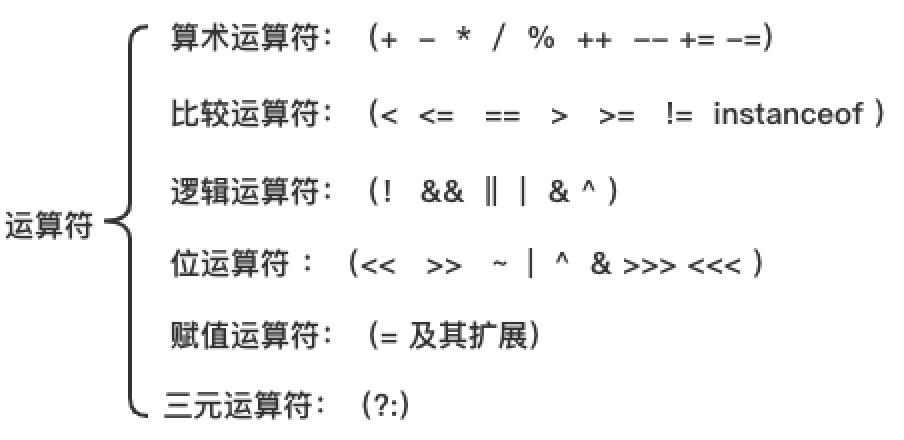 算术运算符： (+ - * / % ++ -- += -=)
比较运算符： (< <= == > >= != instanceof )
逻辑运算符： (! && || | & ^ )
运算符
位运算符 ： (<< >> ~ | ^ & >>> <<< )
赋值运算符： (= 及其扩展)
三元运算符： (?:)